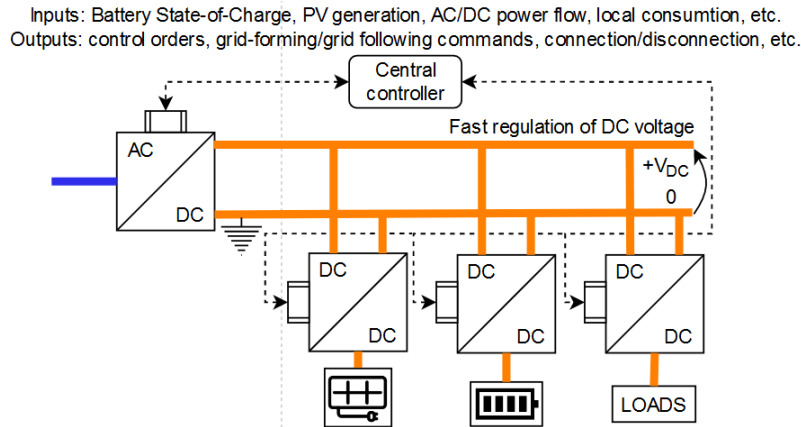 Inputs: Battery State-of-Charge, PV generation, AC/DC power flow, local consumtion, etc.
Outputs: control orders, grid-forming/grid following commands, connection/disconnection, etc.
Central
controller
Fast regulation of DC voltage
AC
DC
+VDC
0
DC
DC
DC
DC
DC
DC
LOADS